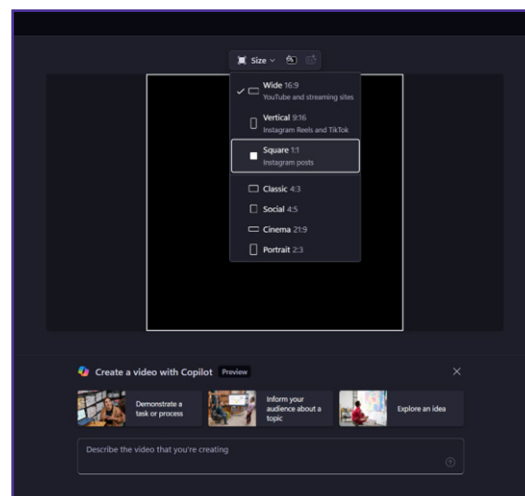 Size
Wide 16:9
YouTube and streaming sites
Vertical 9:16
Instagram Reels and TikTok
Square 1:1
Instagram posts
Classic 4:3
Social 4:5
Cinema 21:9
Portrait 2:3
Create a video with Copilot Preview
Demonstrate a
task or process
Inform your
audience about a
topic
Explore an idea
Describe the video that you're creating